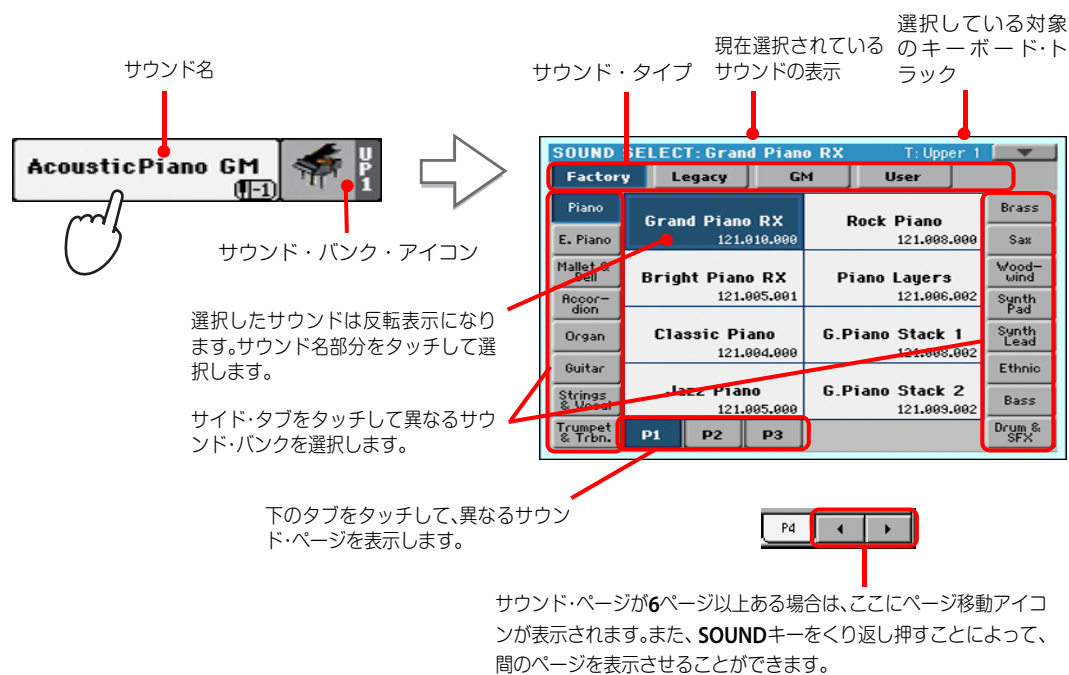 選択している対象
のキーボード・ト
ラック
現在選択されている
サウンドの表示
サウンド・タイプ
サウンド名
AcousticPiano GM
-1
UP1
サウンド・バンク・アイコン
SOUND SELECT: Grand Piano RX T: Upper 1
Factory Legacy GM User
Piano
E. Piano
Mallet & Bell
Accor-
dion
Organ
Guitar
Strings
& Vocal
Trumpet
& Trbn.
Grand Piano RX
121.010.000
Rock Piano
121.008.000
Bright Piano RX
121.005.001
Piano Layers
121.006.002
Classic Piano
121.004.000
G.Piano Stack 1
121.008.002
Jazz Piano
121.005.000
G.Piano Stack 2
121.009.002
Brass
Sax
Wood-
wind
Synth
Pad
Synth
Lead
Ethnic
Bass
Drum &
SFX
P1 P2 P3
選択したサウンドは反転表示になり
ます。サウンド名部分をタッチして選
択します。
サイド・タブをタッチして異なるサウ
ンド・バンクを選択します。
下のタブをタッチして、異なるサウン
ド・ページを表示します。
P4
サウンド・ページが6ページ以上ある場合は、ここにページ移動アイコ
ンが表示されます。また、SOUNDキーをくり返し押すことによって、
間のページを表示させることができます。